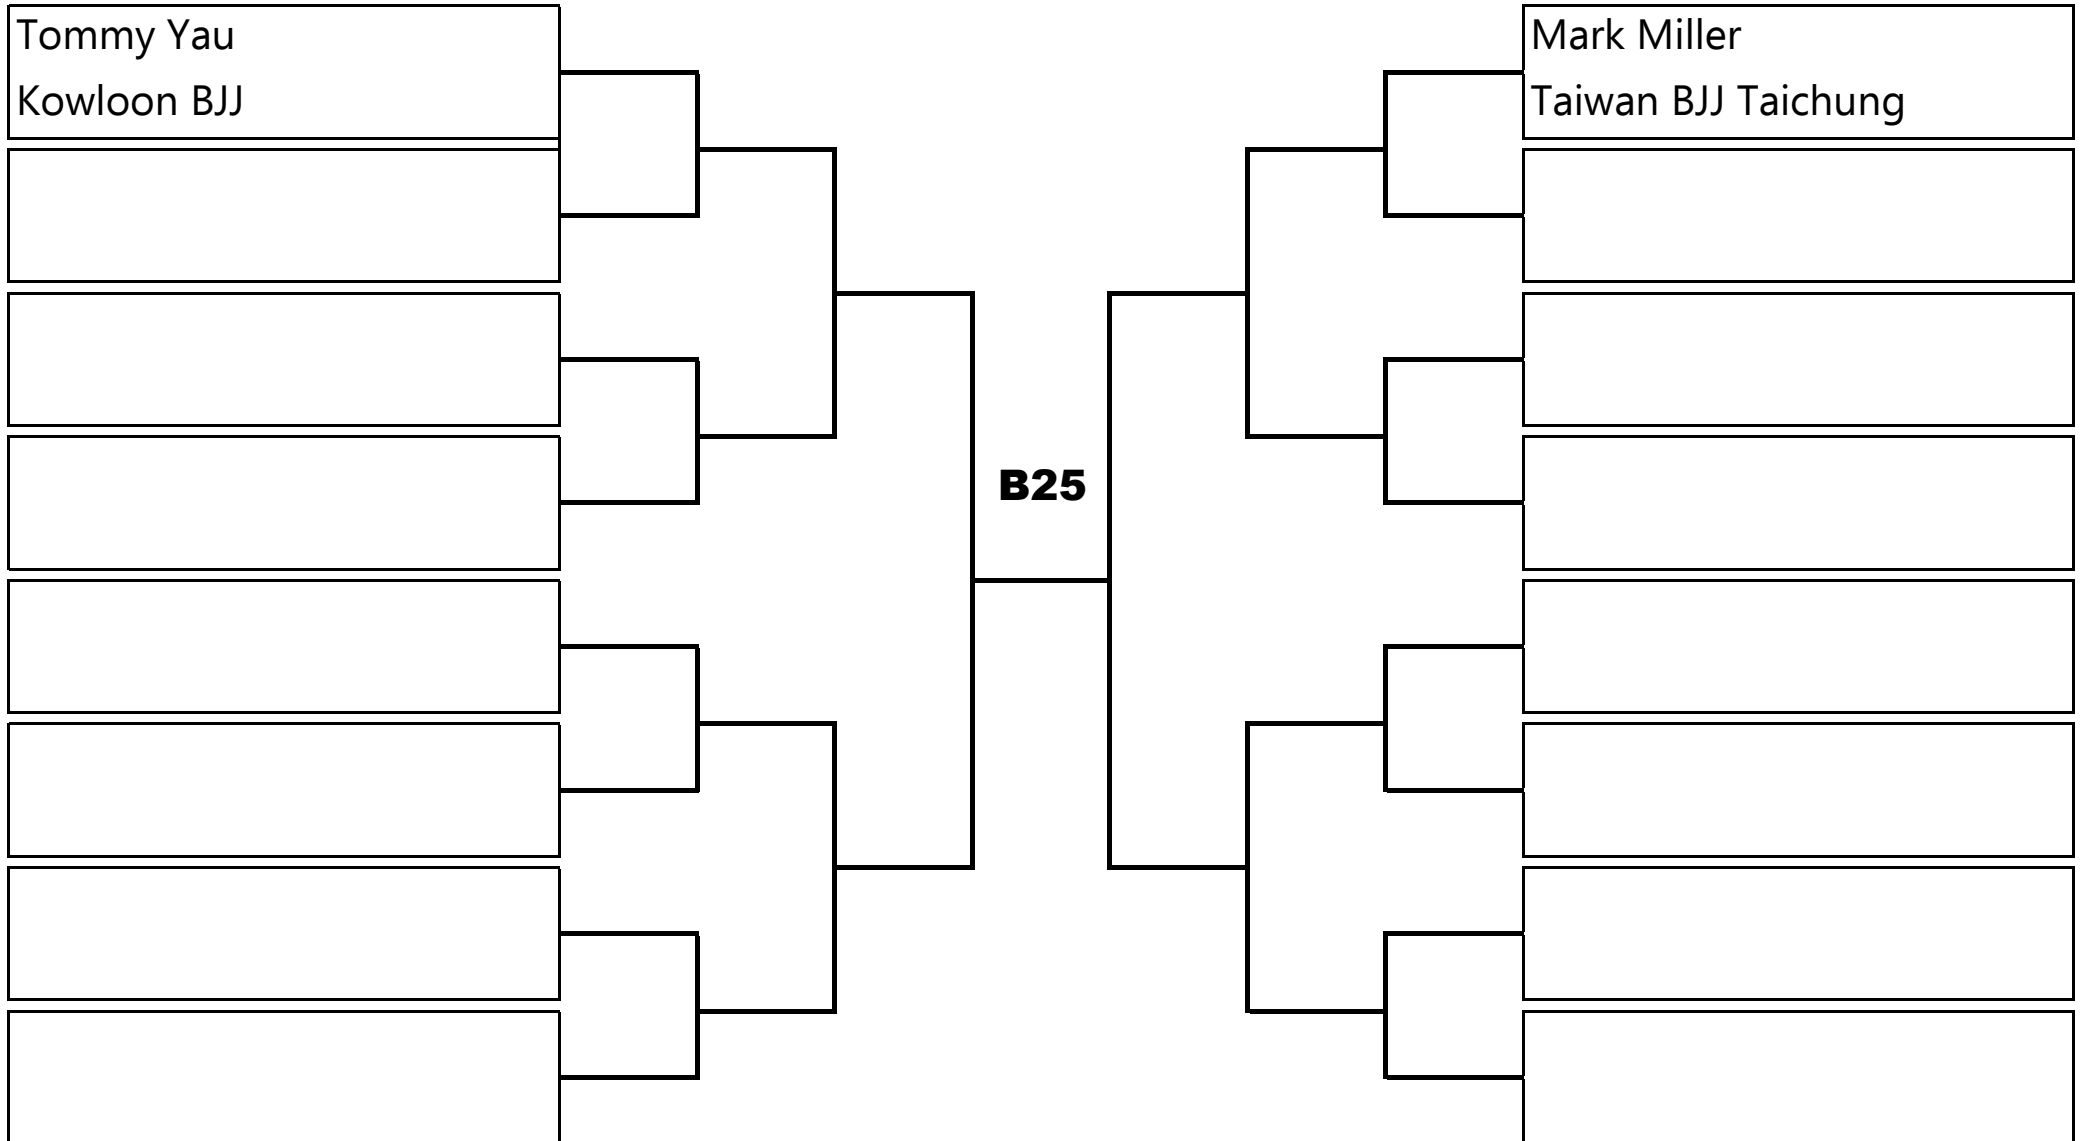 Tommy Yau
Kowloon BJJ
Mark Miller
Taiwan BJJ Taichung
B25